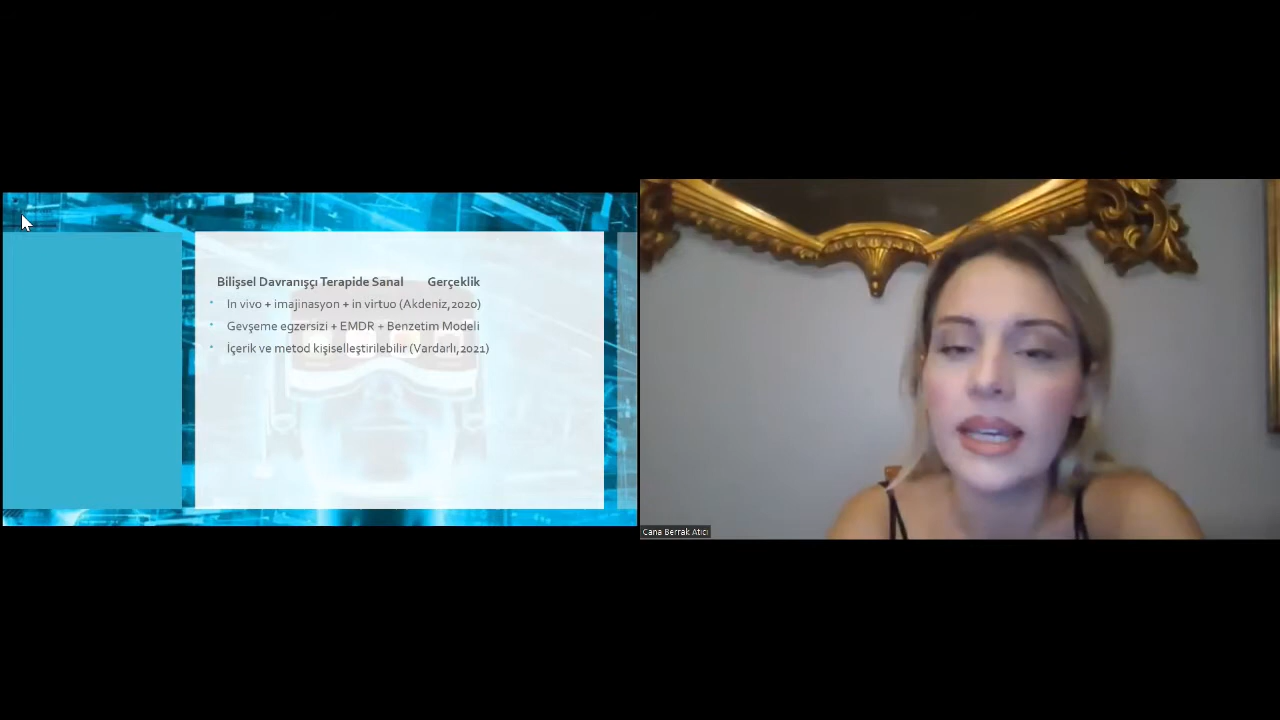 Bilişsel Davranışçı Terapide Sanal Gerçeklik
In vivo + imajinasyon + in virtuo (Akdeniz,2020)
Gevşeme egzersizi + EMDR + Benzetim Modeli
İçerik ve metod kişiselleştirilebilir (Vardarlı,2021)
Cana Berrak Atici